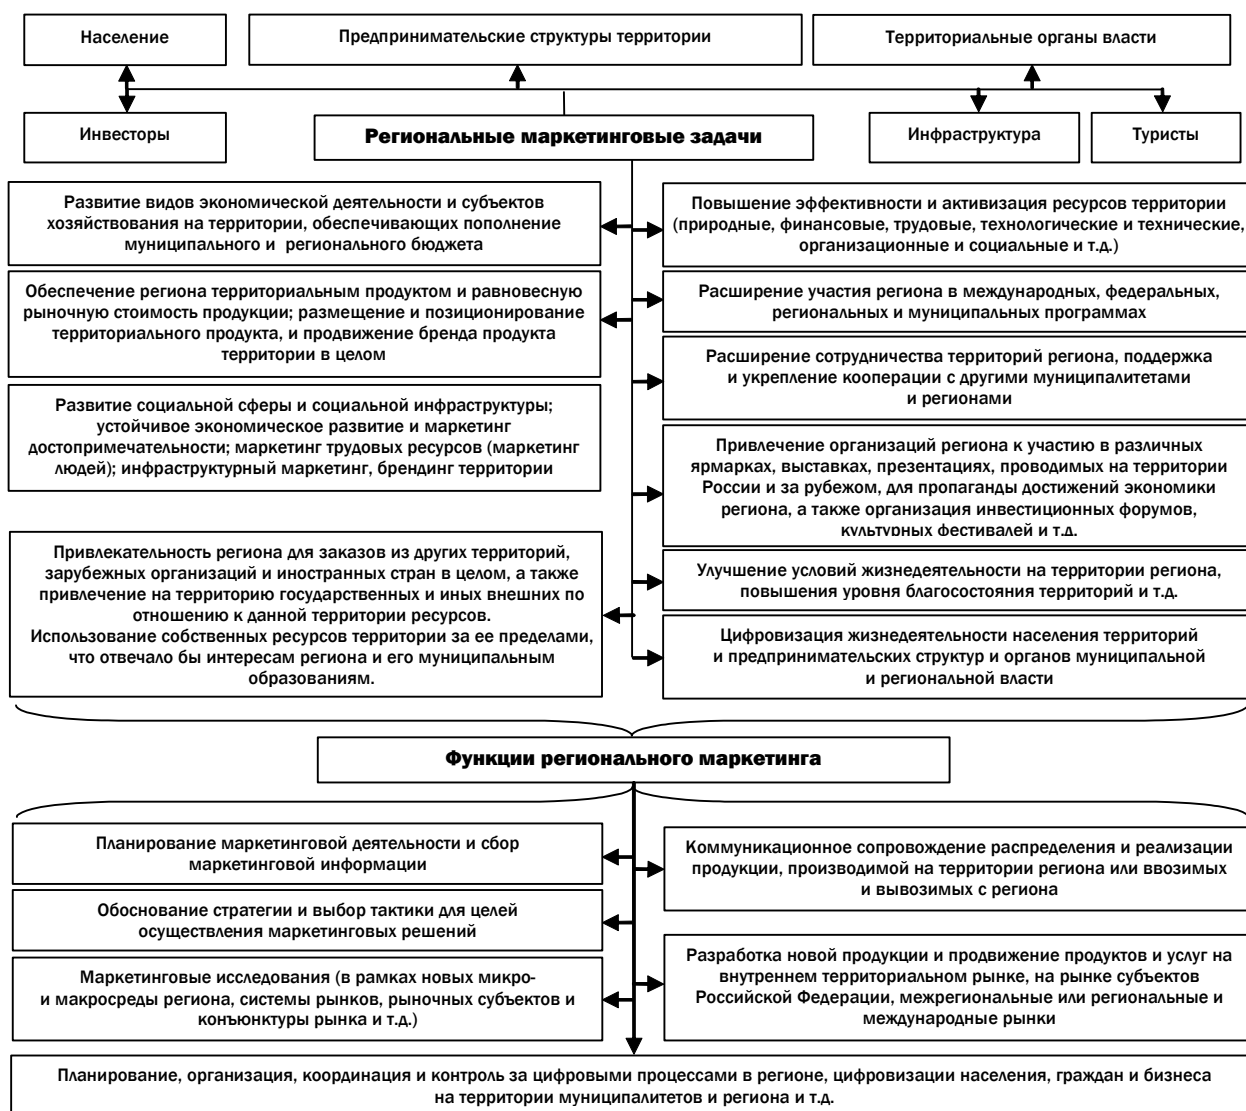 Население
Предпринимательские структуры территории
Территориальные органы власти
Инвесторы
Региональные маркетинговые задачи
Инфраструктура
Туристы
Развитие видов экономической деятельности и субъектов
хозяйствования на территории, обеспечивающих пополнение
муниципального и регионального бюджета
Обеспечение региона территориальным продуктом и равновесную
рыночную стоимость продукции; размещение и позиционирование
территориального продукта, и продвижение бренда продукта
территории в целом
Развитие социальной сферы и социальной инфраструктуры;
устойчивое экономическое развитие и маркетинг
достопримечательности; маркетинг трудовых ресурсов (маркетинг
людей); инфраструктурный маркетинг, брендинг территории
Привлекательность региона для заказов из других территорий,
зарубежных организаций и иностранных стран в целом, а также
привлечение на территорию государственных и иных внешних по
отношению к данной территории ресурсов.
Использование собственных ресурсов территории за ее пределами,
что отвечало бы интересам региона и его муниципальным
образованиям.
Повышение эффективности и активизация ресурсов территории
(природные, финансовые, трудовые, технологические и технические,
организационные и социальные и т.д.)
Расширение участия региона в международных, федеральных,
региональных и муниципальных программах
Расширение сотрудничества территорий региона, поддержка
и укрепление кооперации с другими муниципалитетами
и регионами
Привлечение организаций региона к участию в различных
ярмарках, выставках, презентациях, проводимых на территории
России и за рубежом, для пропаганды достижений экономики
региона, а также организация инвестиционных форумов,
культурных фестивалей и т.д.
Улучшение условий жизнедеятельности на территории региона,
повышения уровня благосостояния территорий и т.д.
Цифровизация жизнедеятельности населения территорий
и предпринимательских структур и органов муниципальной
и региональной власти
Функции регионального маркетинга
Планирование маркетинговой деятельности и сбор
маркетинговой информации
Обоснование стратегии и выбор тактики для целей
осуществления маркетинговых решений
Маркетинговые исследования (в рамках новых микро-
и макросреды региона, системы рынков, рыночных субъектов и
конъюнктуры рынка и т.д.)
Коммуникационное сопровождение распределения и реализации
продукции, производимой на территории региона или ввозимых
и вывозимых с региона
Разработка новой продукции и продвижение продуктов и услуг на
внутреннем территориальном рынке, на рынке субъектов
Российской Федерации, межрегиональные или региональные и
международные рынки
Планирование, организация, координация и контроль за цифровыми процессами в регионе, цифровизации населения, граждан и бизнеса
на территории муниципалитетов и региона и т.д.